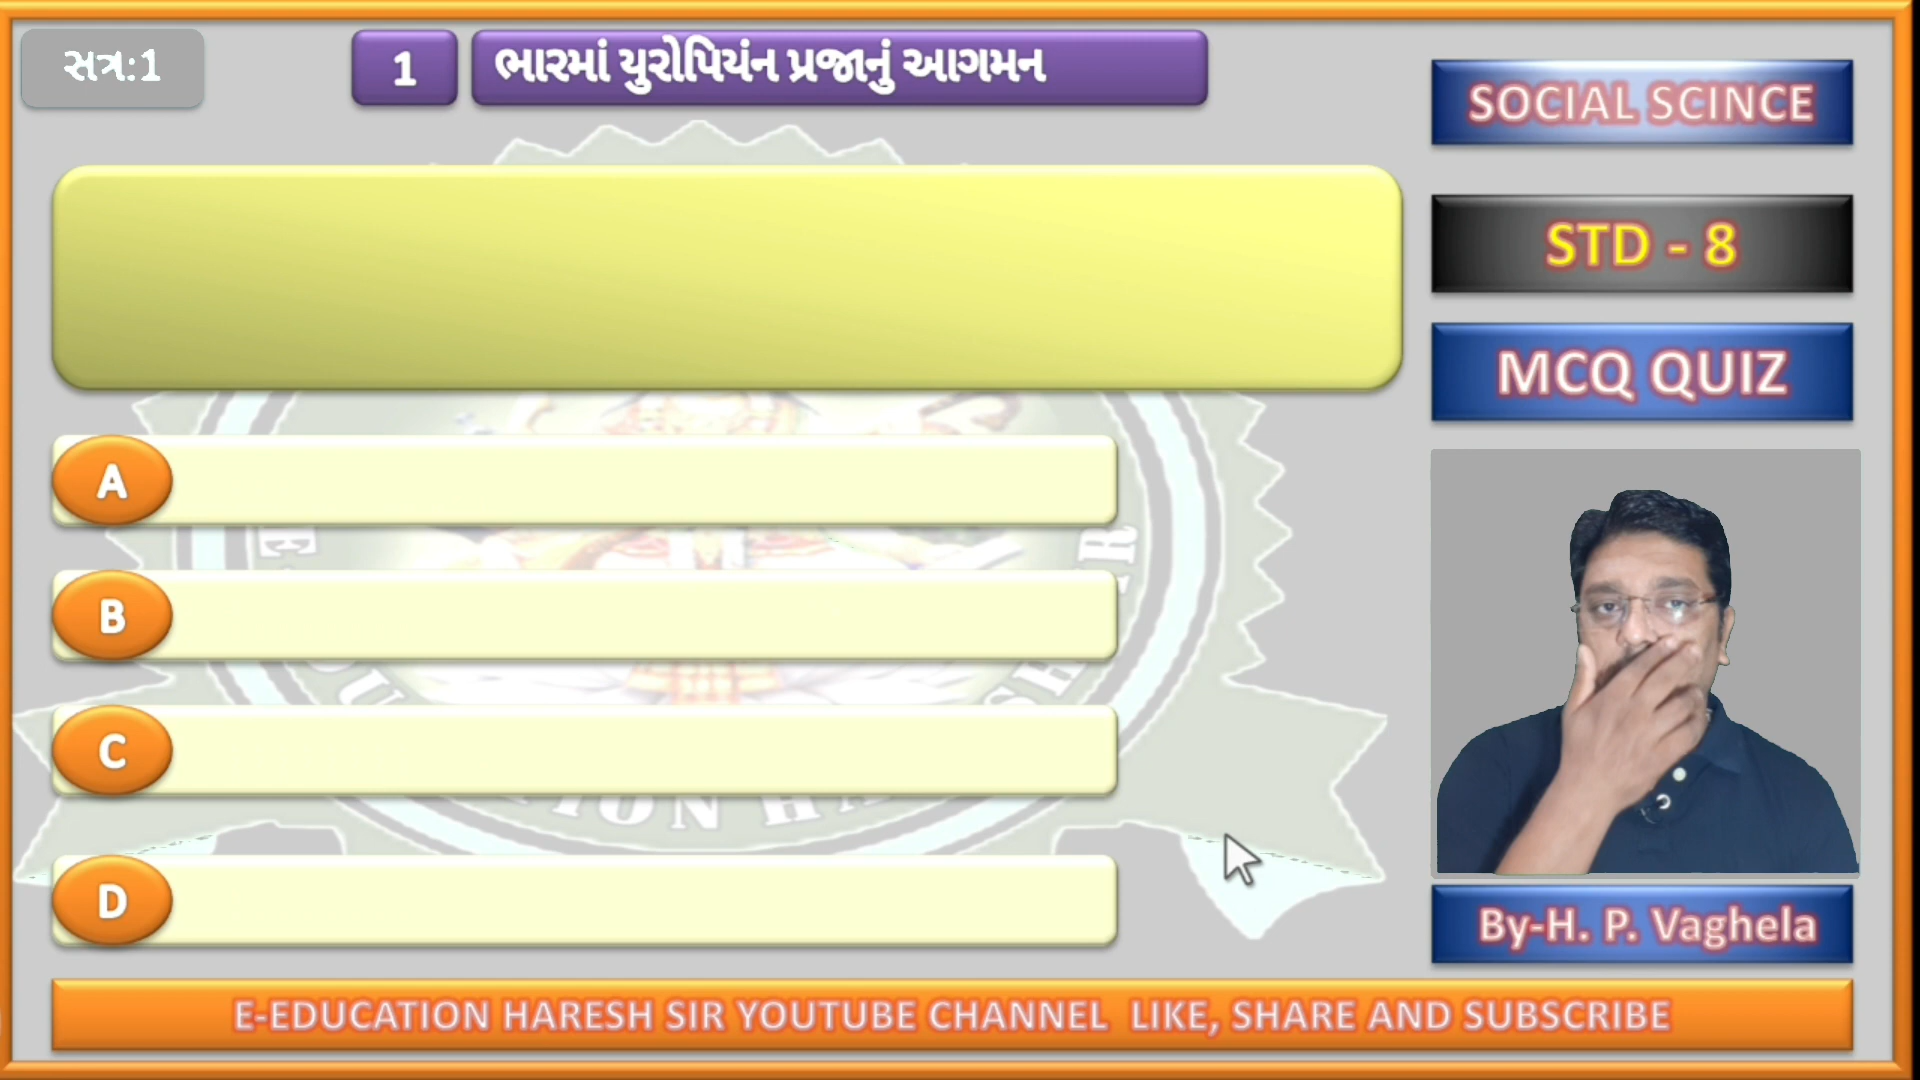 સત્ર:1
1
ભારમાં યુરોપિયંન પ્રજાનું આગમન
SOCIAL SCINCE
STD - 8
MCQ QUIZ
A
B
C
D
By-H. P. Vaghela
E-EDUCATION HARESH SIR YOUTUBE CHANNEL LIKE, SHARE AND SUBSCRIBE